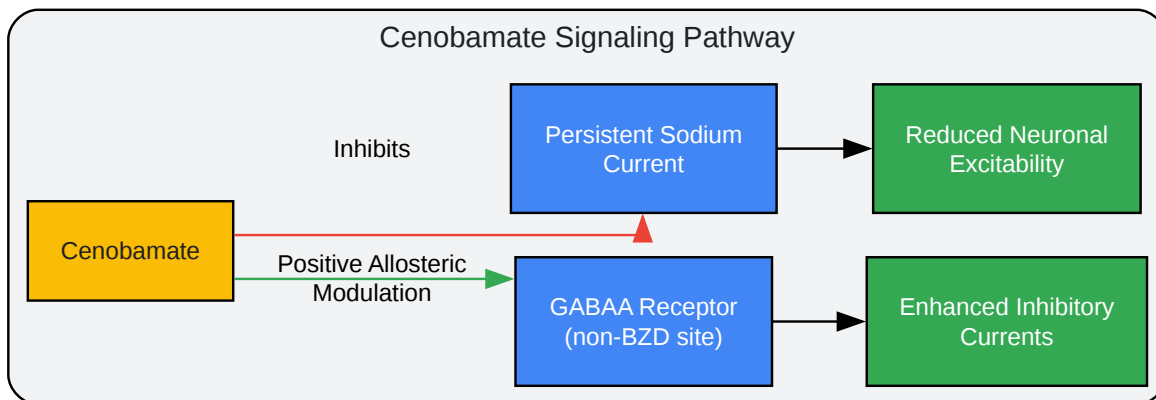 Cenobamate Signaling Pathway
Inhibits
Persistent Sodium
Current
Reduced Neuronal
Excitability
Cenobamate
Positive Allosteric
Modulation
GABAA Receptor
(non-BZD site)
Enhanced Inhibitory
Currents